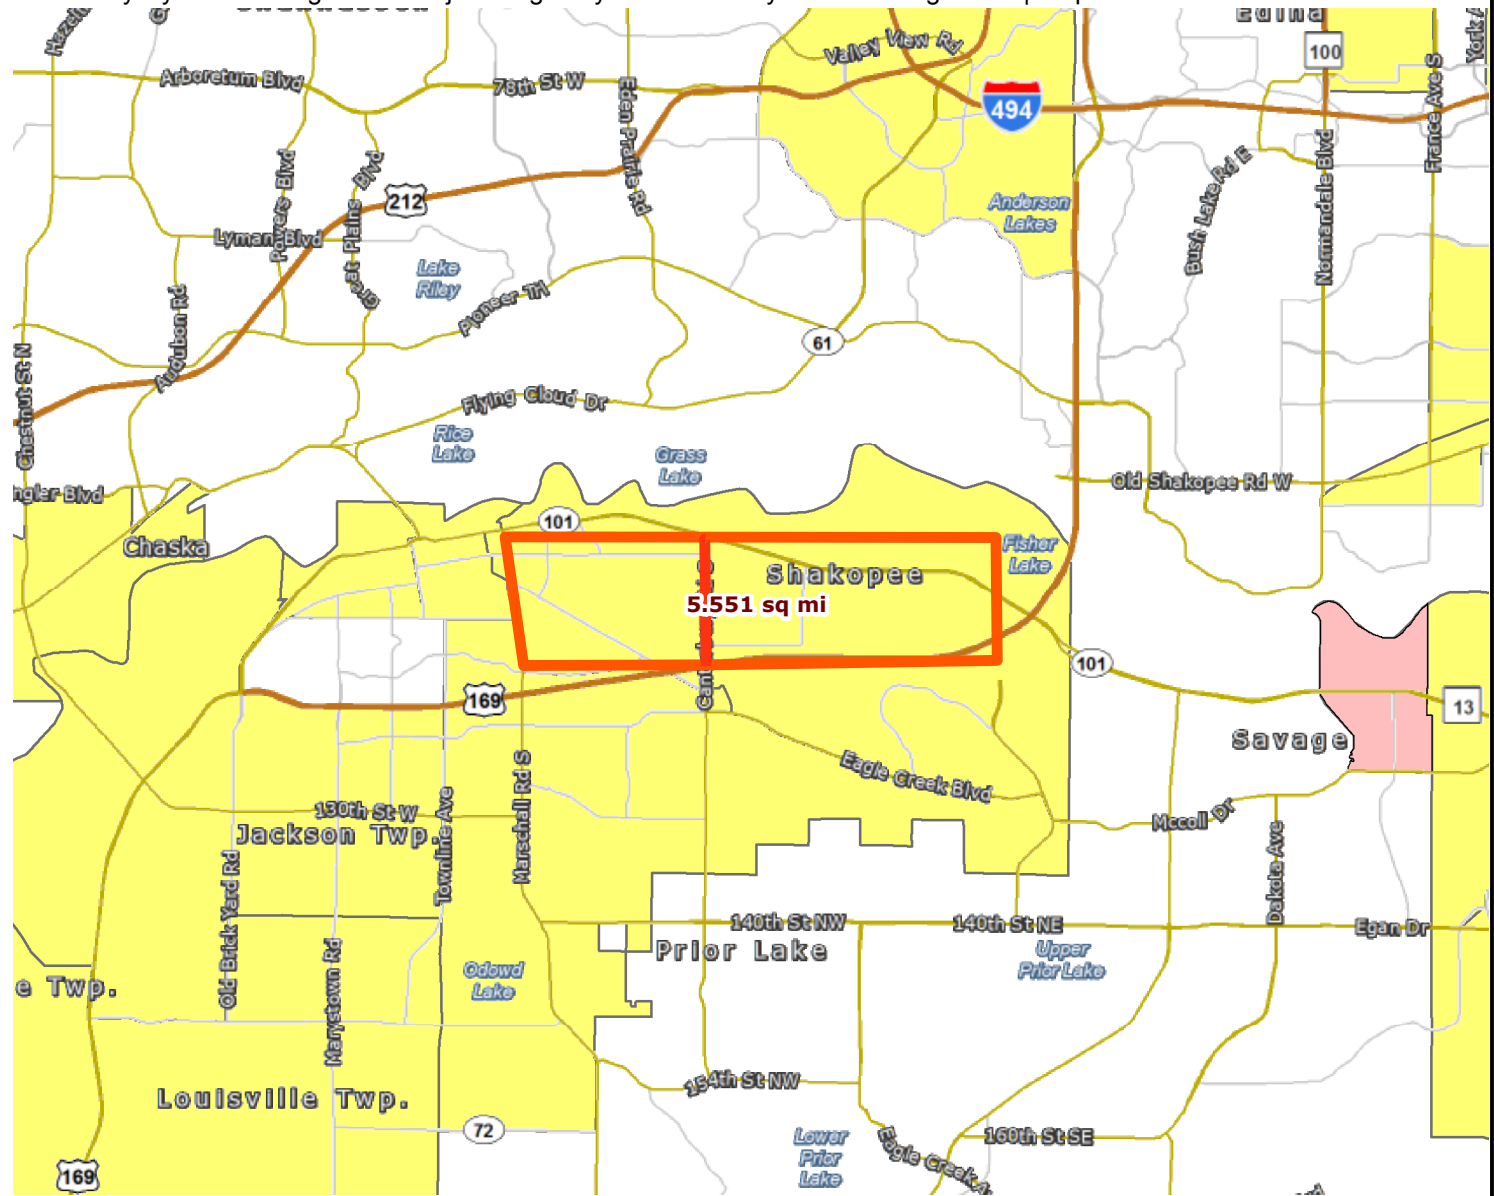 Edina
Valley View Rd
100
Arboretum Blvd
78th St W
494
Eden Prairie Rd
France Ave S
Powers Blvd
Great Plains Blvd
212
Normandale Blvd
Bush Lake Rd E
Anderson
Lakes
Lyman Blvd
Lake
Riley
Pioneer Trl
Audubon Rd
61
Chestnut St N
Flying Cloud Dr
Rice
Lake
Grass
Lake
Old Shakopee Rd W
ngler Blvd
101
Chaska
Fisher
Lake
Shakopee
5.551 sq mi
101
169
13
Savage
Marschall Rd S
Eagle Creek Blvd
130th St W
Townline Ave
Mccoll Dr
Jackson Twp.
Dakota Ave
Old Brick Yard Rd
140th St NW
140th St NE
Egan Dr
Marystown Rd
Prior Lake
Upper
Prior Lake
Odowd
Lake
e Twp.
154th St NW
Louisville Twp.
72
Lower
Prior
Lake
160th St SE
Eagle Creek A
169